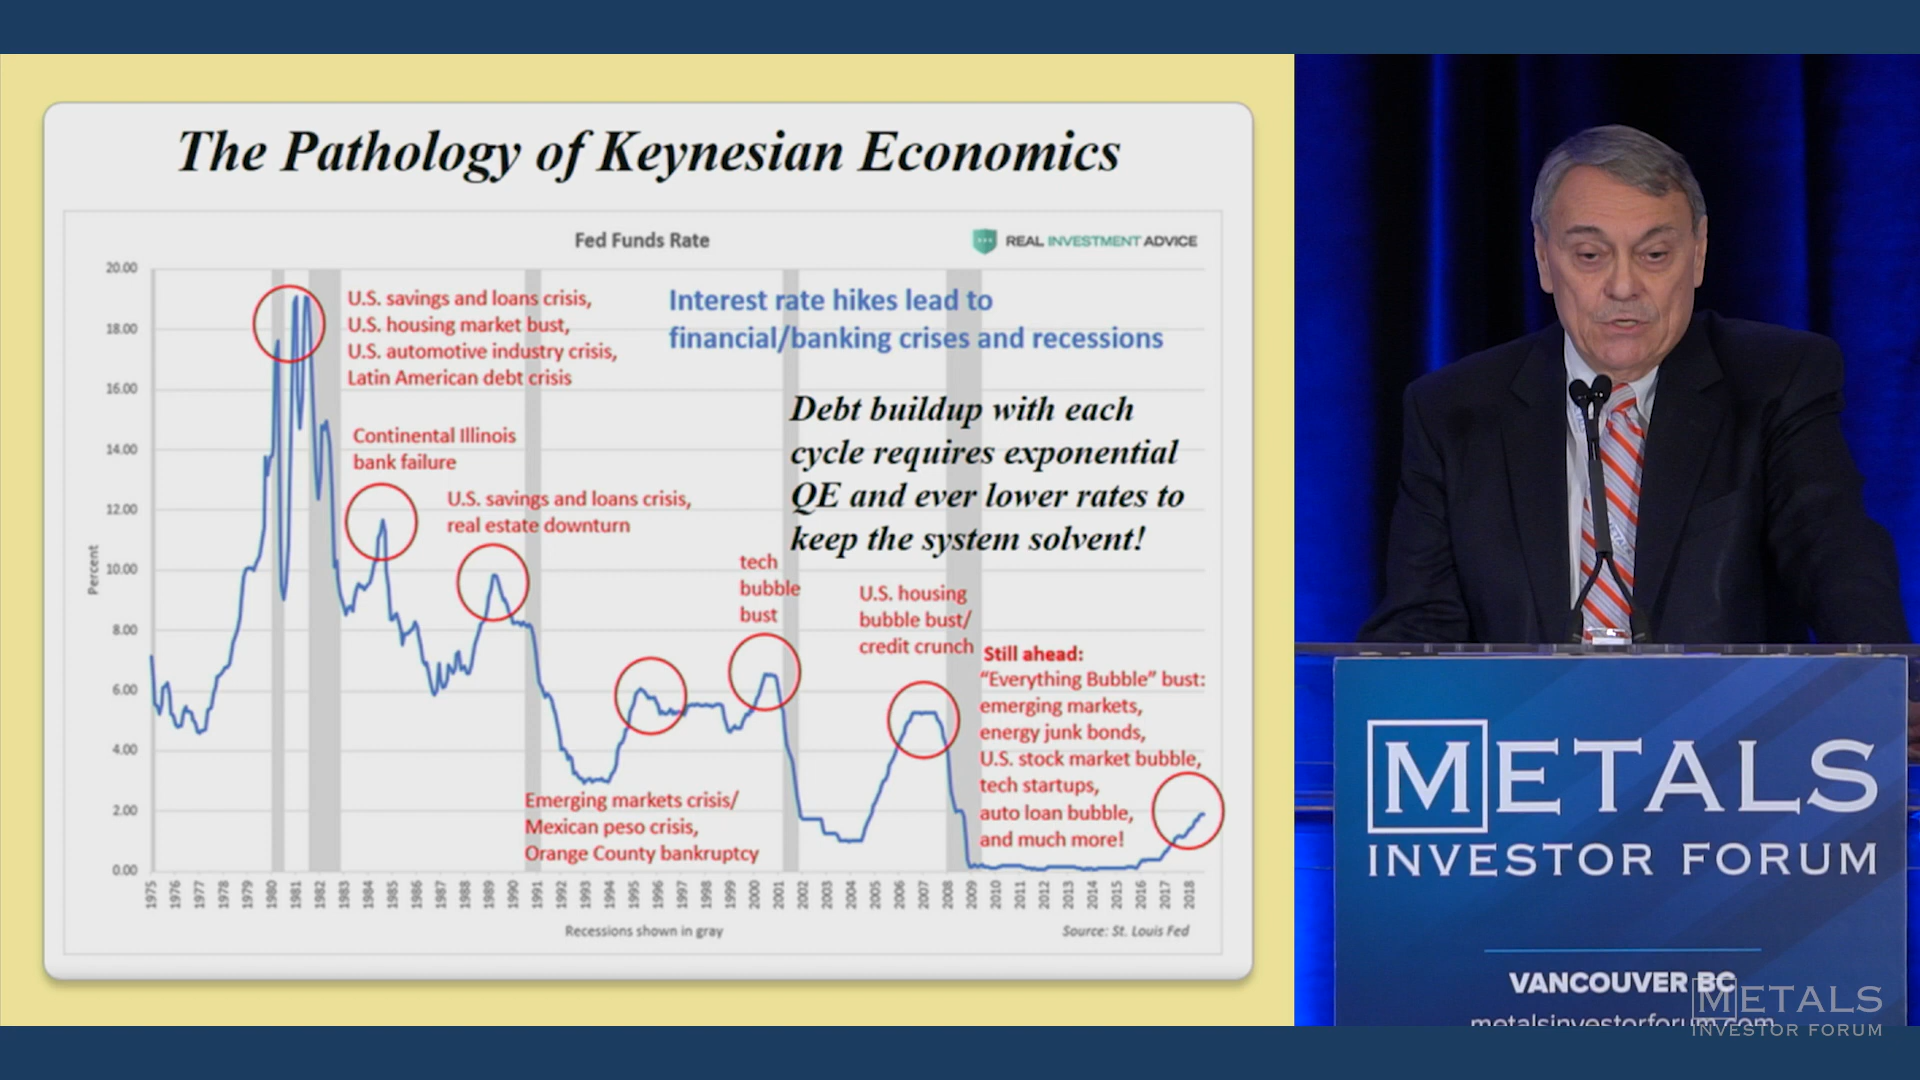 The Pathology of Keynesian Economics
Fed Funds Rate
REAL INVESTMENT ADVICE
20.00
18.00
16.00
14.00
12.00
10.00
8.00
6.00
4.00
2.00
0.00
Percent
U.S. savings and loans crisis,
U.S. housing market bust,
U.S. automotive industry crisis,
Latin American debt crisis
Interest rate hikes lead to
financial/banking crises and recessions
Debt buildup with each
cycle requires exponential
QE and ever lower rates to
keep the system solvent!
Continental Illinois
bank failure
U.S. savings and loans crisis,
real estate downturn
tech
bubble
bust
U.S. housing
bubble bust/
credit crunch
Still ahead:
“Everything Bubble” bust:
emerging markets,
energy junk bonds,
U.S. stock market bubble,
tech startups,
auto loan bubble,
and much more!
Emerging markets crisis/
Mexican peso crisis,
Orange County bankruptcy
1975 1976 1977 1978 1979 1980 1981 1982 1983 1984 1985 1986 1987 1988 1989 1990 1991 1992 1993 1994 1995 1996 1997 1998 1999 2000 2001 2002 2003 2004 2005 2006 2007 2008 2009 2010 2011 2012 2013 2014 2015 2016 2017 2018
Recessions shown in gray
Source: St. Louis Fed
METALS
INVESTOR FORUM
VANCOUVER BC
metalsinvestorforum.com
METALS
INVESTOR FORUM